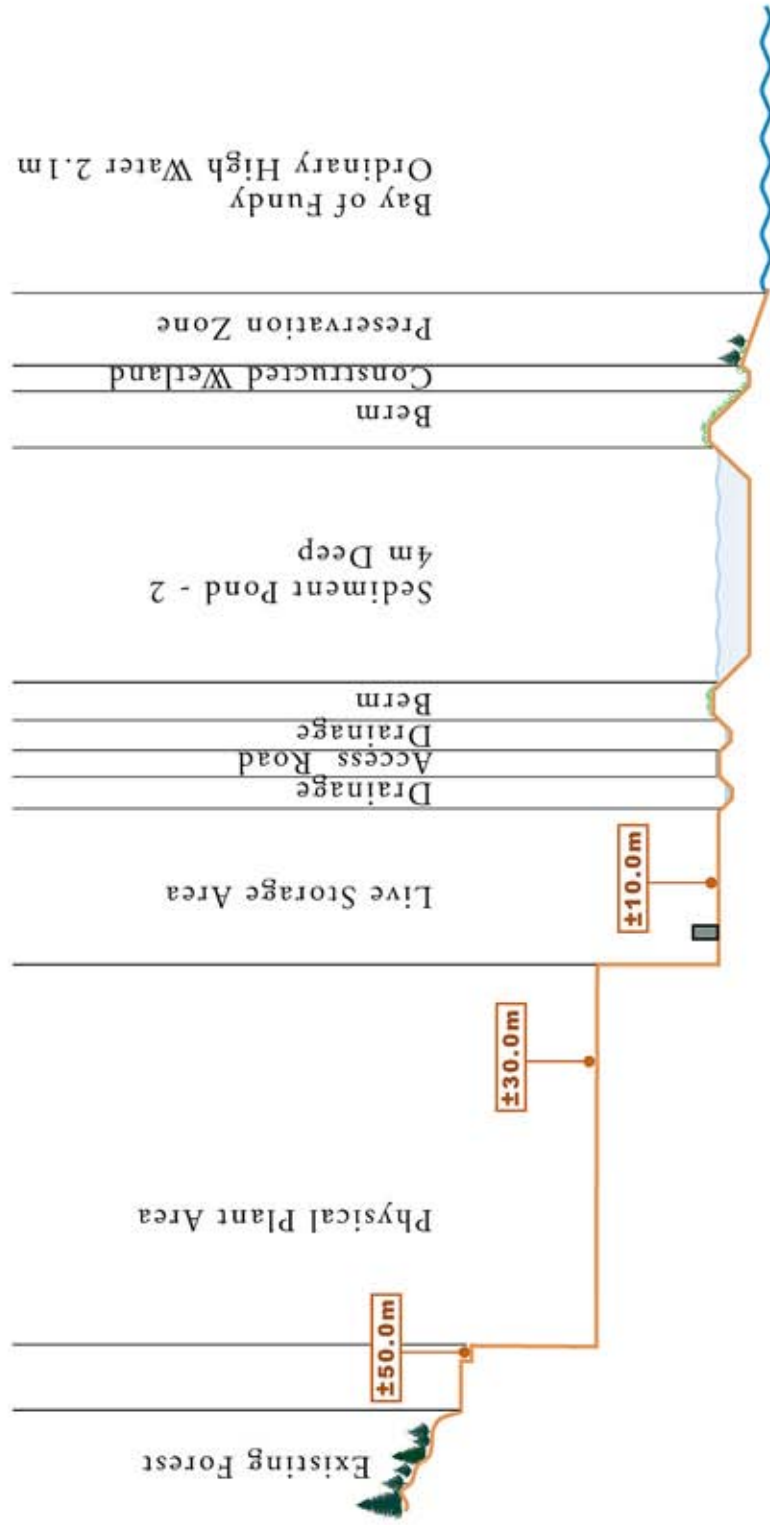 Existing Forest
±50.0m
Physical Plant Area
±30.0m
Live Storage Area
±10.0m
Drainage
Access Road
Drainage
Berm
Sediment Pond - 2
4m Deep
Berm
Constructed Wetland
Preservation Zone
Bay of Fundy
Ordinary High Water 2.1m